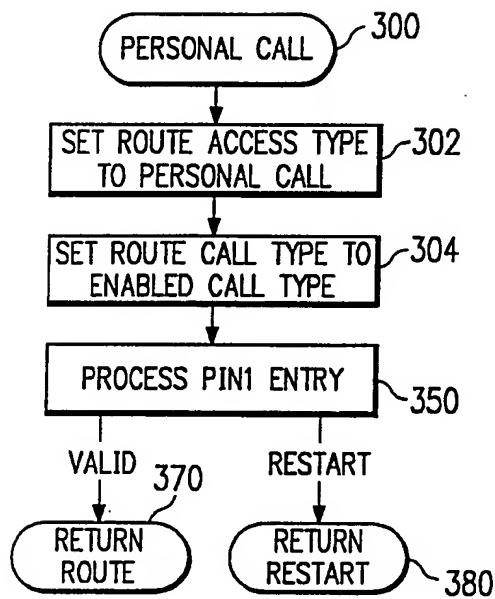 PERSONAL CALL
300
SET ROUTE ACCESS TYPE
TO PERSONAL CALL
302
SET ROUTE CALL TYPE TO
ENABLED CALL TYPE
304
PROCESS PIN1 ENTRY
350
VALID
RESTART
370
RETURN
ROUTE
RETURN
RESTART
380